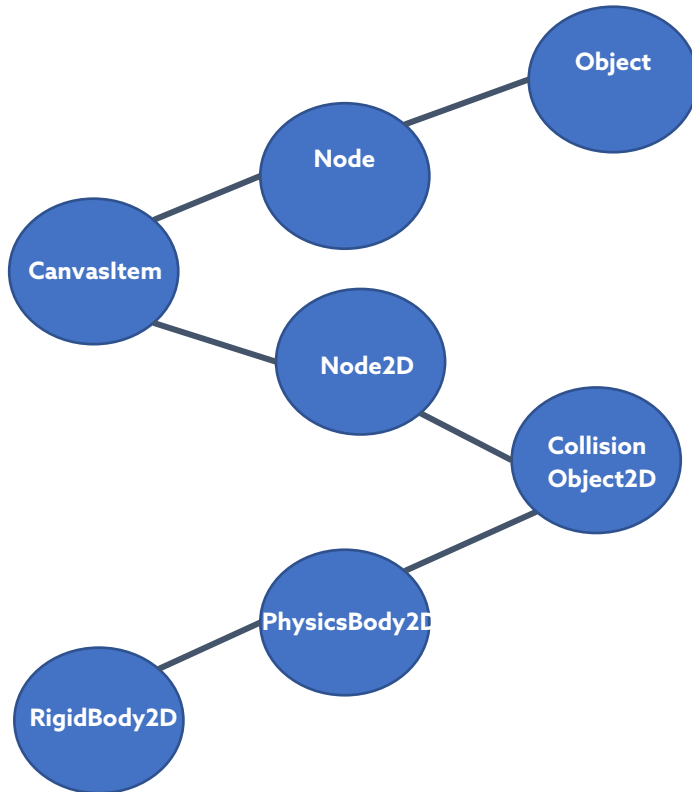 Object
Node
CanvasItem
Node2D
Collision
Object2D
PhysicsBody2D
RigidBody2D